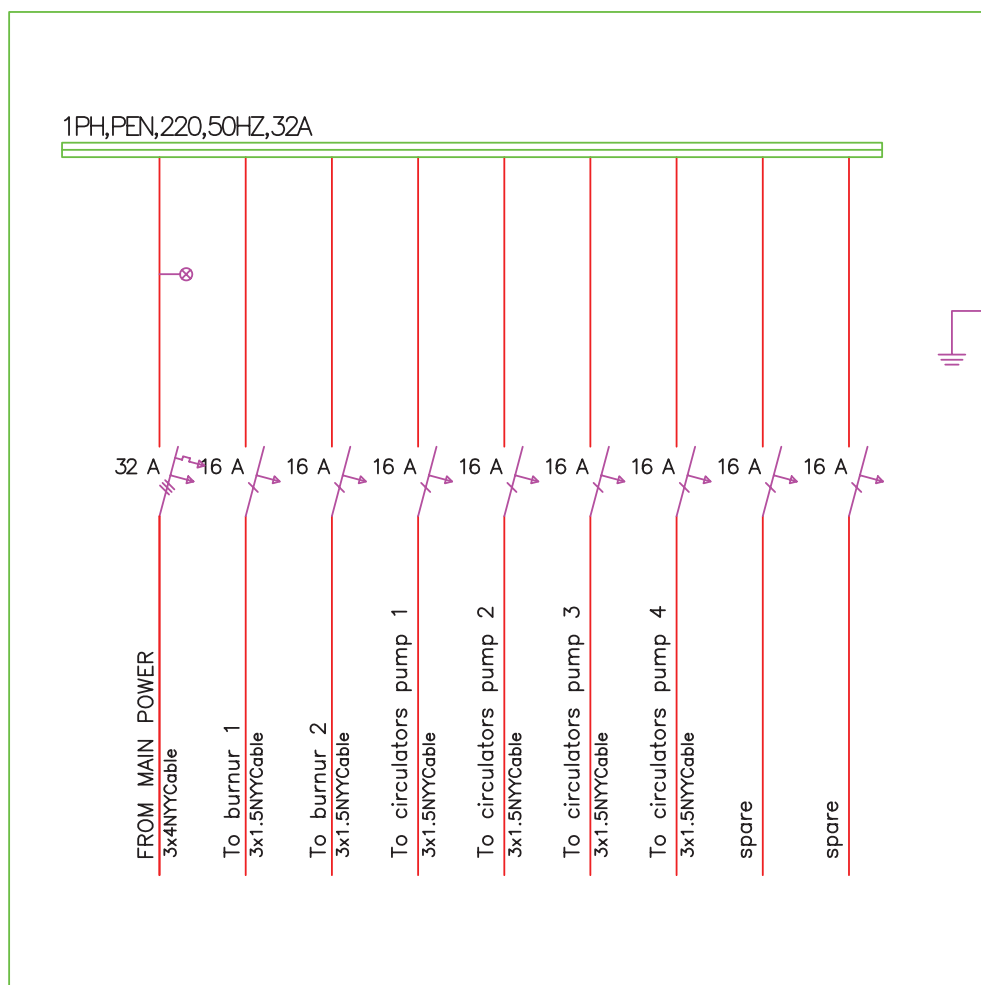 1PH,PEN,220,50HZ,32A
32 A
16 A
16 A
16 A
16 A
16 A
16 A
16 A
16 A
FROM MAIN POWER
3x4NYYCable
To burnur 1
3x1.5NYYCable
To burnur 2
3x1.5NYYCable
To circulators pump 1
3x1.5NYYCable
To circulators pump 2
3x1.5NYYCable
To circulators pump 3
3x1.5NYYCable
To circulators pump 4
3x1.5NYYCable
spare
spare